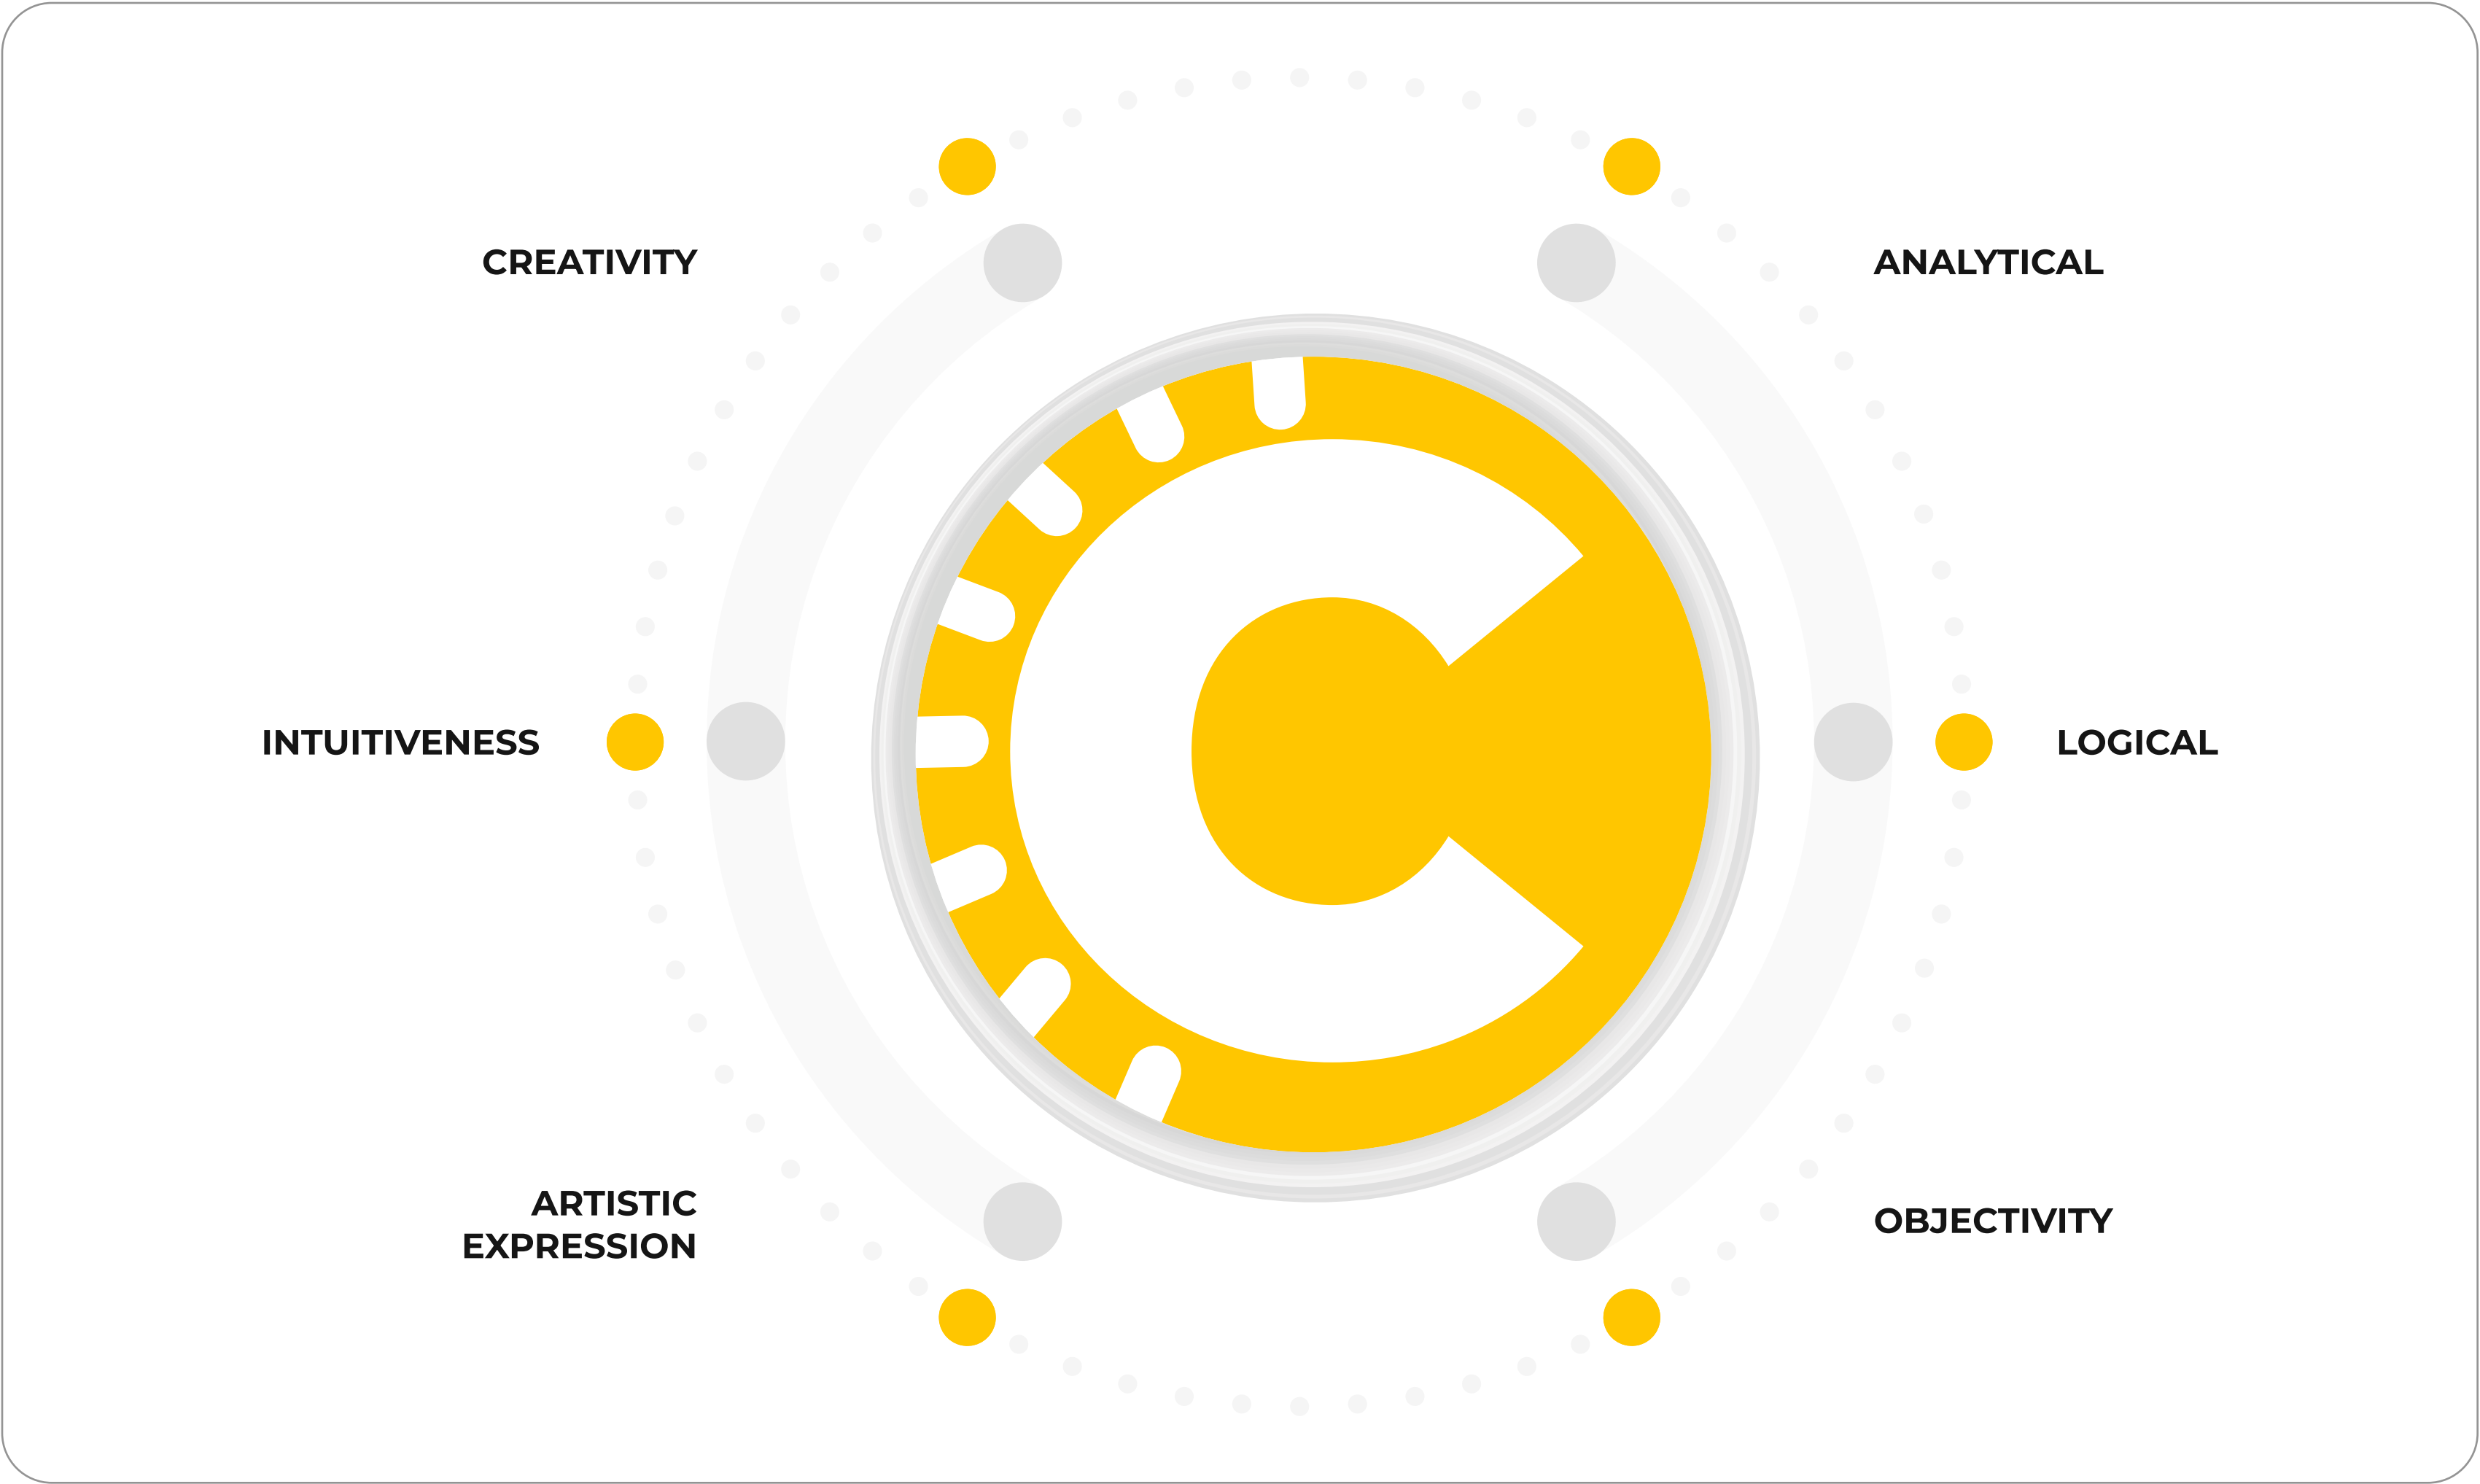 CREATIVITY
ANALYTICAL
INTUITIVENESS
C
LOGICAL
ARTISTIC
EXPRESSION
OBJECTIVITY